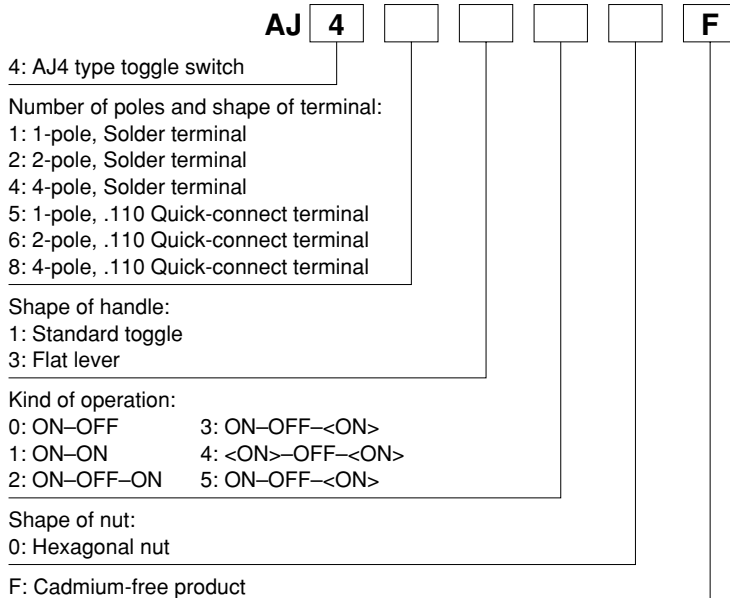 AJ 4 F
4: AJ4 type toggle switch
Number of poles and shape of terminal:
1: 1-pole, Solder terminal
2: 2-pole, Solder terminal
4: 4-pole, Solder terminal
5: 1-pole, .110 Quick-connect terminal
6: 2-pole, .110 Quick-connect terminal
8: 4-pole, .110 Quick-connect terminal
Shape of handle:
1: Standard toggle
3: Flat lever
Kind of operation:
0: ON–OFF 3: ON–OFF–<ON>
1: ON–ON 4: <ON>–OFF–<ON>
2: ON–OFF–ON 5: ON–OFF–<ON>
Shape of nut:
0: Hexagonal nut
F: Cadmium-free product